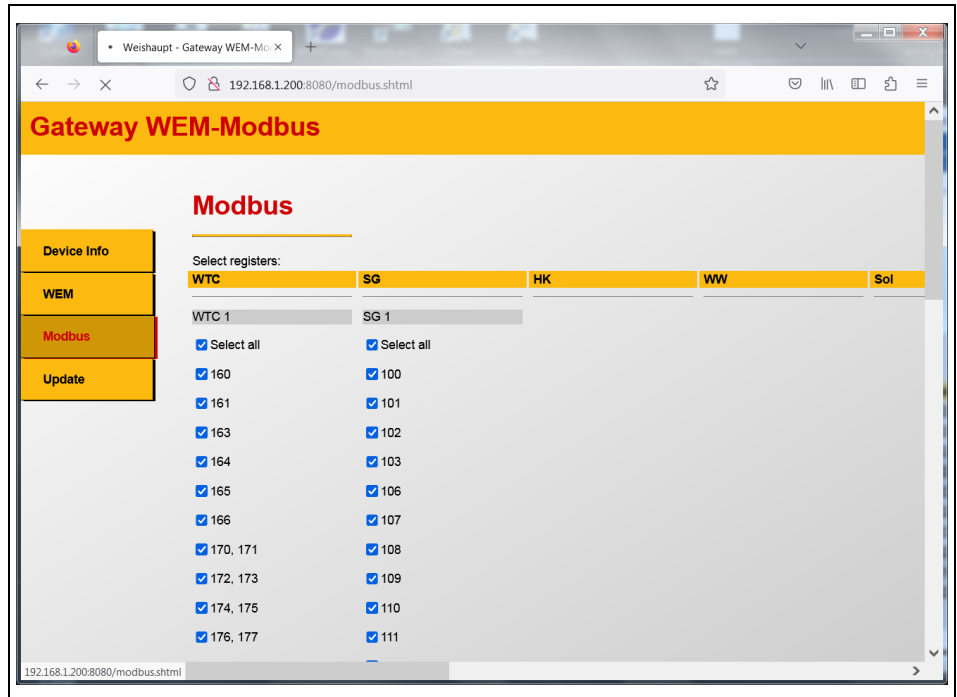 Weishaupt - Gateway WEM-Mo
192.168.1.200:8080/modbus.shtml
Gateway WEM-Modbus
Modbus
Device Info
WEM
Modbus
Update
Select registers:
WTC SG HK WW Sol
WTC 1 SG 1
Select all Select all
160 100
161 101
163 102
164 103
165 106
166 107
170, 171 108
172, 173 109
174, 175 110
176, 177 111
192.168.1.200:8080/modbus.shtml